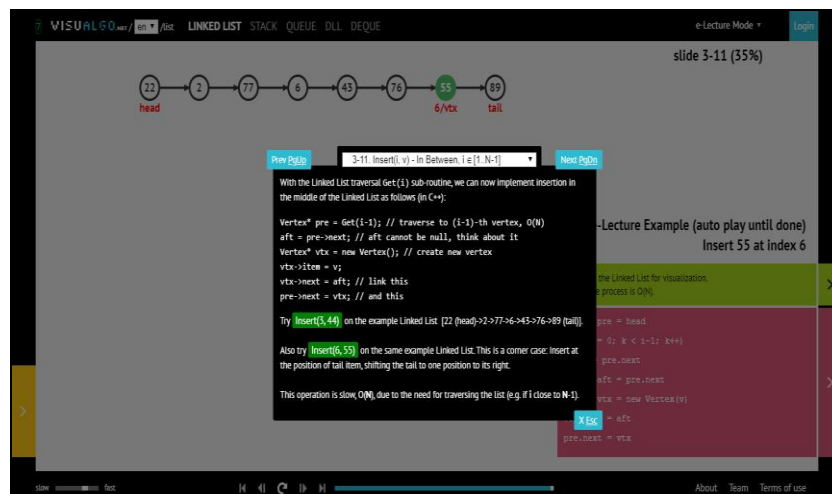 7 VISUALGO.NET / en /list LINKED LIST STACK QUEUE DLL DEQUE e-Lecture Mode Login
slide 3-11 (35%)
22 2 77 6 43 76 55 89
head 6/vtx tail
Prev PgUp 3-11. Insert(i, v) - In Between, i ∈ [1..N-1] Next PgDn
With the Linked List traversal Get(i) sub-routine, we can now implement insertion in
the middle of the Linked List as follows (in C++):
Vertex* pre = Get(i-1); // traverse to (i-1)-th vertex, O(N)
aft = pre->next; // aft cannot be null, think about it
Vertex* vtx = new Vertex(); // create new vertex
vtx->item = v;
vtx->next = aft; // link this
pre->next = vtx; // and this
Try Insert(3, 44) on the example Linked List [22 (head)->2->77->6->43->76->89 (tail)].
Also try Insert(6, 55) on the same example Linked List. This is a corner case: Insert at
the position of tail item, shifting the tail to one position to its right.
This operation is slow, O(N), due to the need for traversing the list (e.g. if i close to N-1).
X Esc
-Lecture Example (auto play until done)
Insert 55 at index 6
the Linked List for visualization.
process is O(N).
pre = head
= 0; k < i-1; k++)
pre.next
aft = pre.next
vtx = new Vertex(v)
= aft
pre.next = vtx
slow fast About Team Terms of use